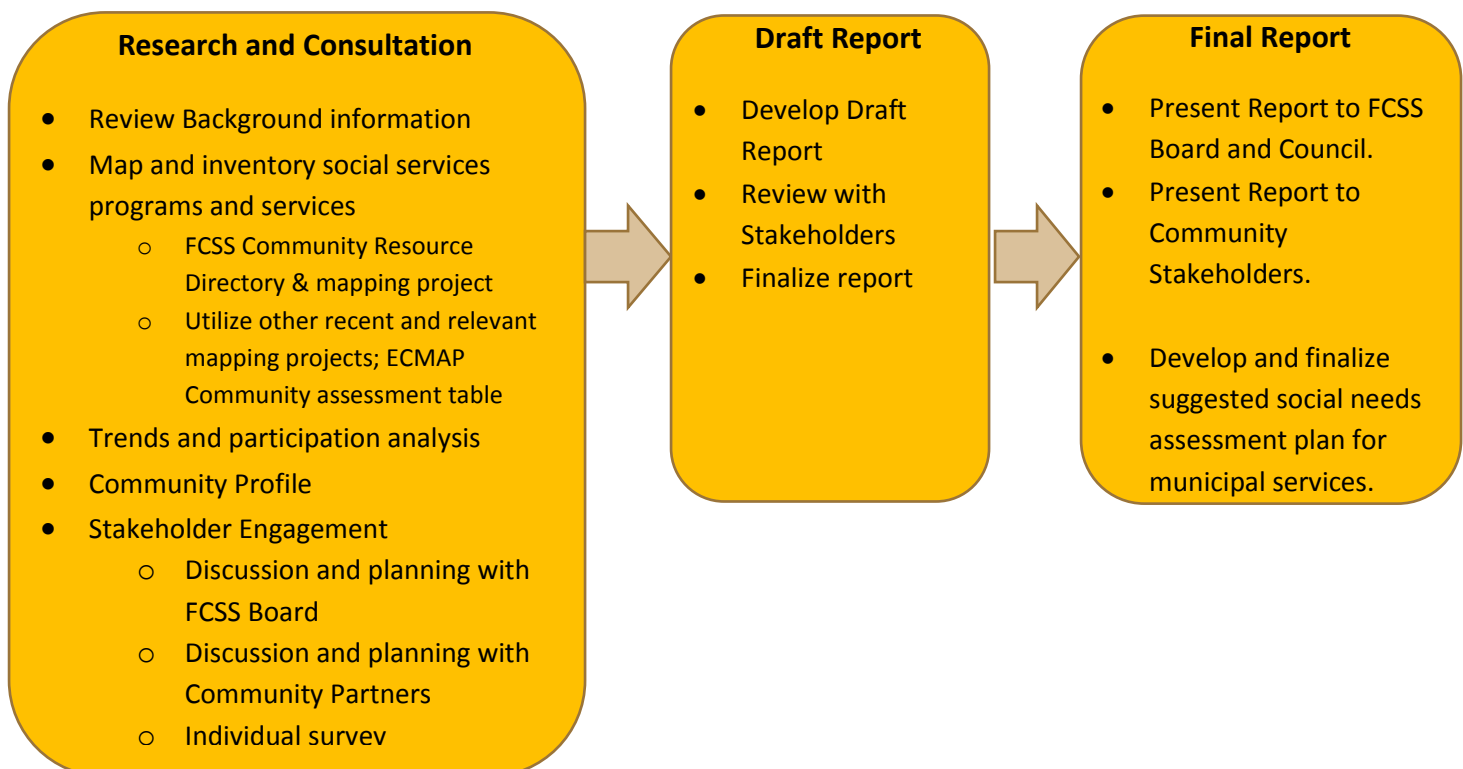 Research and Consultation
• Review Background information
• Map and inventory social services
programs and services
o FCSS Community Resource
Directory & mapping project
o Utilize other recent and relevant
mapping projects; ECMAP
Community assessment table
• Trends and participation analysis
• Community Profile
• Stakeholder Engagement
o Discussion and planning with
FCSS Board
o Discussion and planning with
Community Partners
o Individual survey
Draft Report
• Develop Draft
Report
• Review with
Stakeholders
• Finalize report
Final Report
• Present Report to FCSS
Board and Council.
• Present Report to
Community
Stakeholders.
• Develop and finalize
suggested social needs
assessment plan for
municipal services.